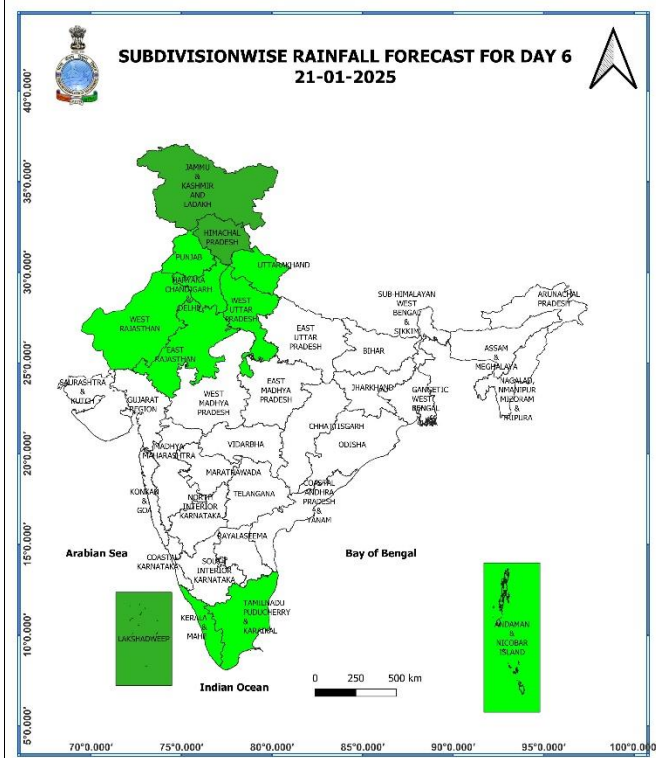 SUBDIVISIONWISE RAINFALL FORECAST FOR DAY 6
21-01-2025
40°0.000'
35°0.000'
30°0.000'
25°0.000'
20°0.000'
15°0.000'
10°0.000'
5°0.000'
JAMMU
&
KASHMIR
AND
LADAKH
HIMACHAL
PRADESH
PUNJAB
UTTARAKHAND
HARYANA
CHANDIGARH
&
DELHI
WEST
UTTAR
PRADESH
WEST
RAJASTHAN
EAST
RAJASTHAN
EAST
UTTAR
PRADESH
SUB HIMALAYAN
WEST
BENGAL
&
SIKKIM
ARUNACHAL
PRADESH
BIHAR
ASSAM
&
MEGHALAYA
SAURASHTRA
&
KUTCH
GUJARAT
REGION
WEST
MADHYA
PRADESH
EAST
MADHYA
PRADESH
JHARKHAND
GANGETIC
WEST
BENGAL
MIZORAM
&
TRIPURA
CHHATTISGARH
ODISHA
MADHYA
MAHARASHTRA
VIDARBHA
MARATHWADA
TELANGANA
KONKAN
&
GOA
NORTH
INTERIOR
KARNATAKA
COASTAL
ANDHRA
PRADESH
&
YANAM
RAYALASEEMA
COASTAL
KARNATAKA
SOUTH
INTERIOR
KARNATAKA
TAMILNADU
PUDUCHERRY
&
KARAIKAL
KERALA
&
MAHE
LAKSHADWEEP
ANDAMAN
&
NICOBAR
ISLAND
Arabian Sea
Bay of Bengal
Indian Ocean
0 250 500 km
70°0.000' 75°0.000' 80°0.000' 85°0.000' 90°0.000' 95°0.000' 100°0.000'